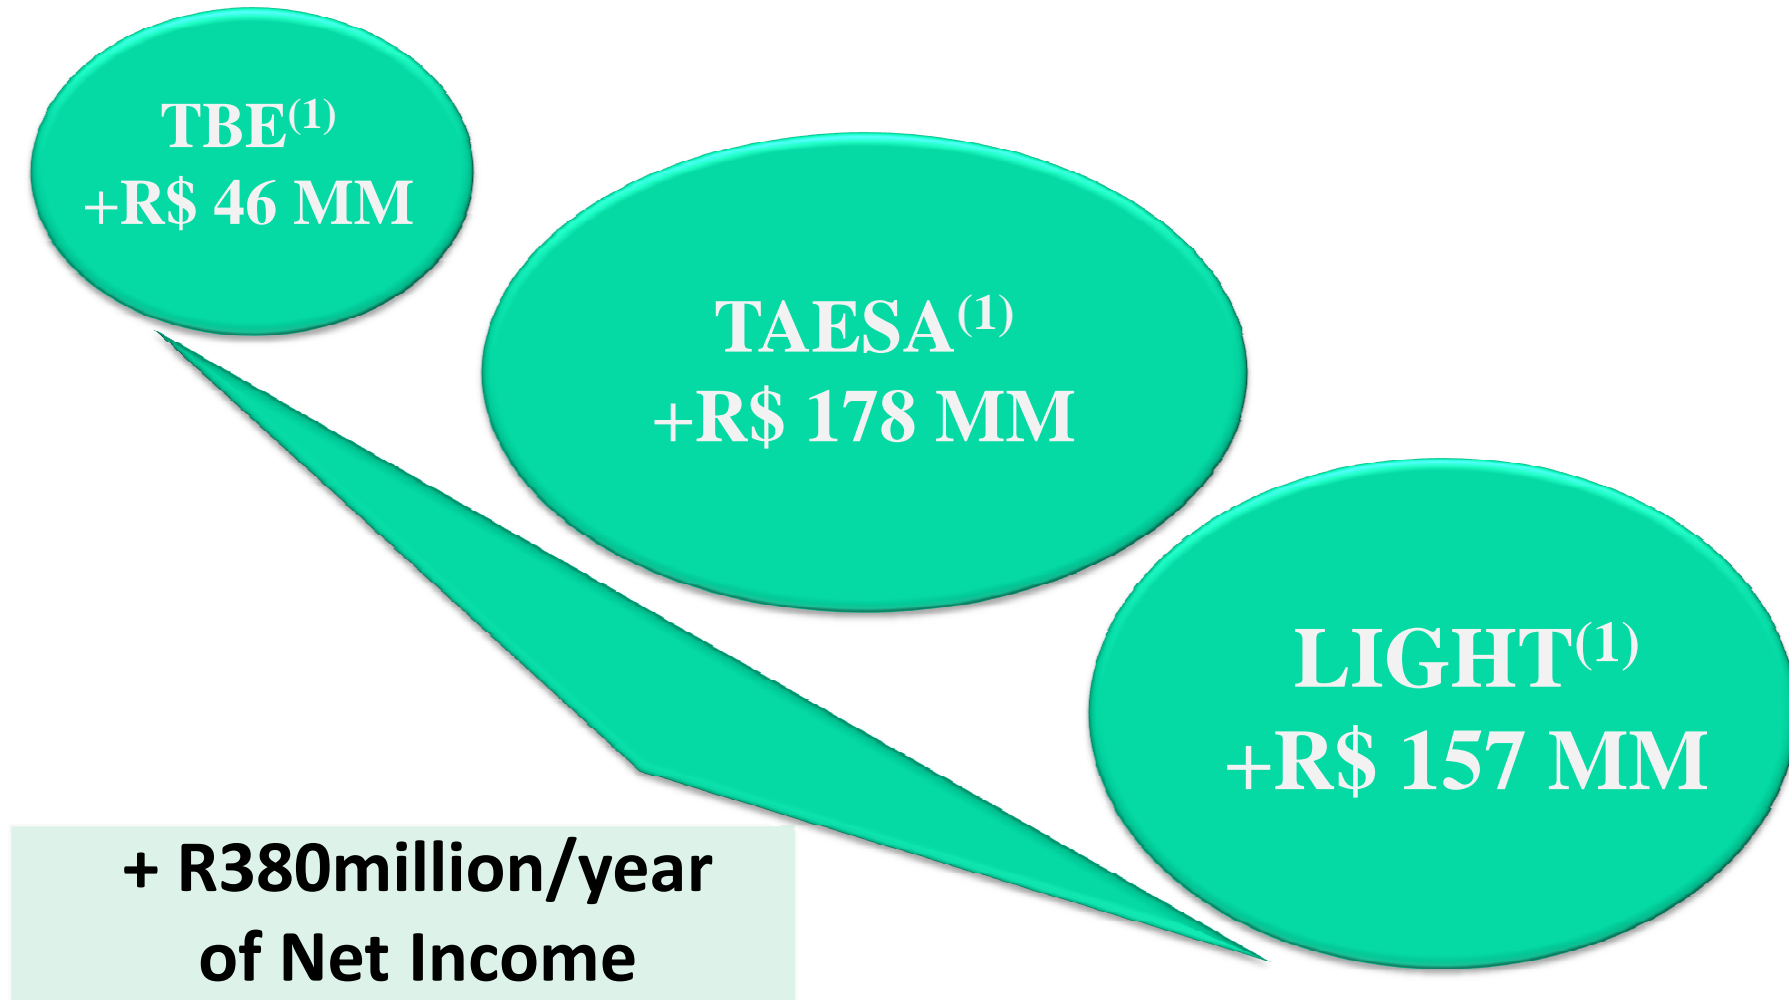 TBE(1)
+R$ 46 MM
TAESA(1)
+R$ 178 MM
LIGHT(1)
+R$ 157 MM
+ R380million/year
of Net Income